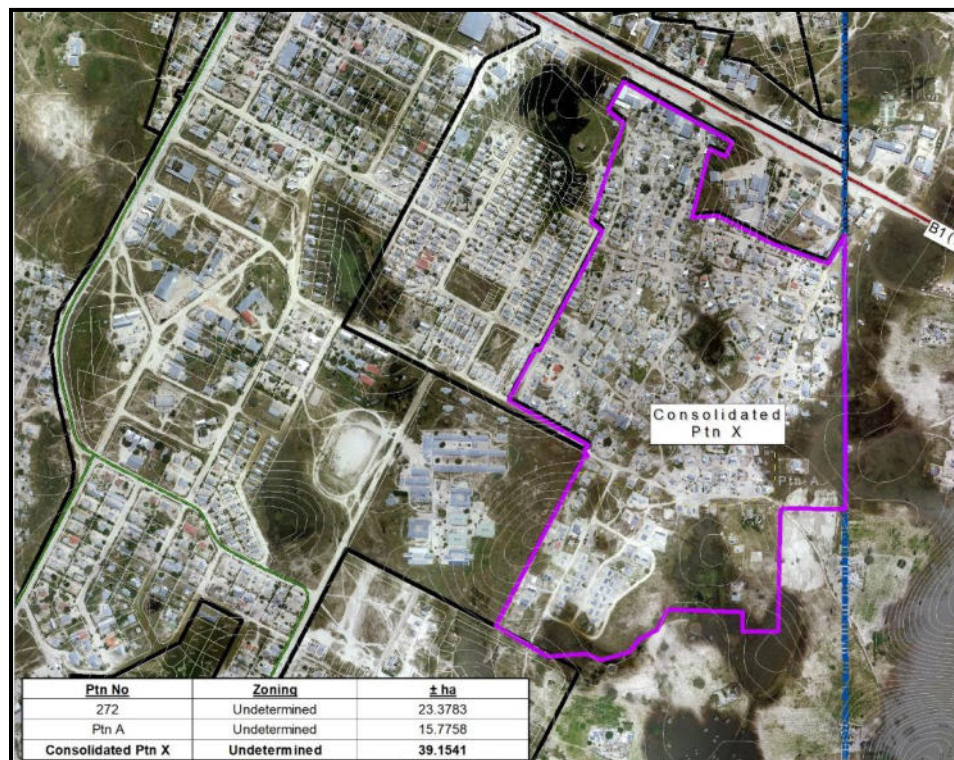 B1 (
Consolidated
Ptn X
Ptn A
Ptn No Zoning ± ha
272 Undetermined 23.3783
Ptn A Undetermined 15.7758
Consolidated Ptn X Undetermined 39.1541